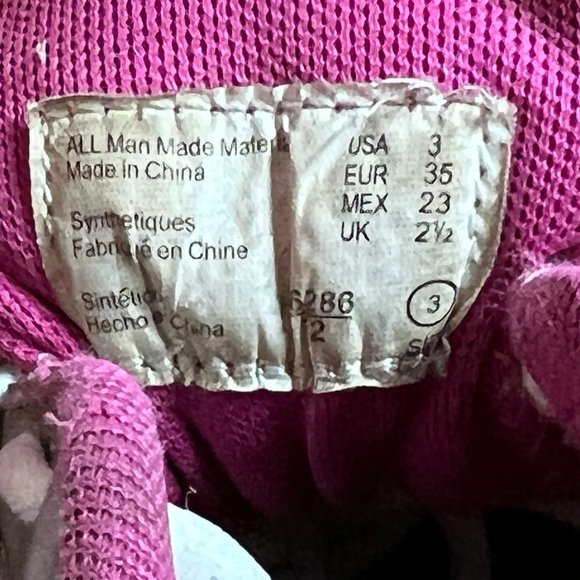 ALL Man Made
Made In China
Synthetiques
Fabriqué en Chine
Hecho China
USA 3
EUR 35
MEX 23
UK 2½
3